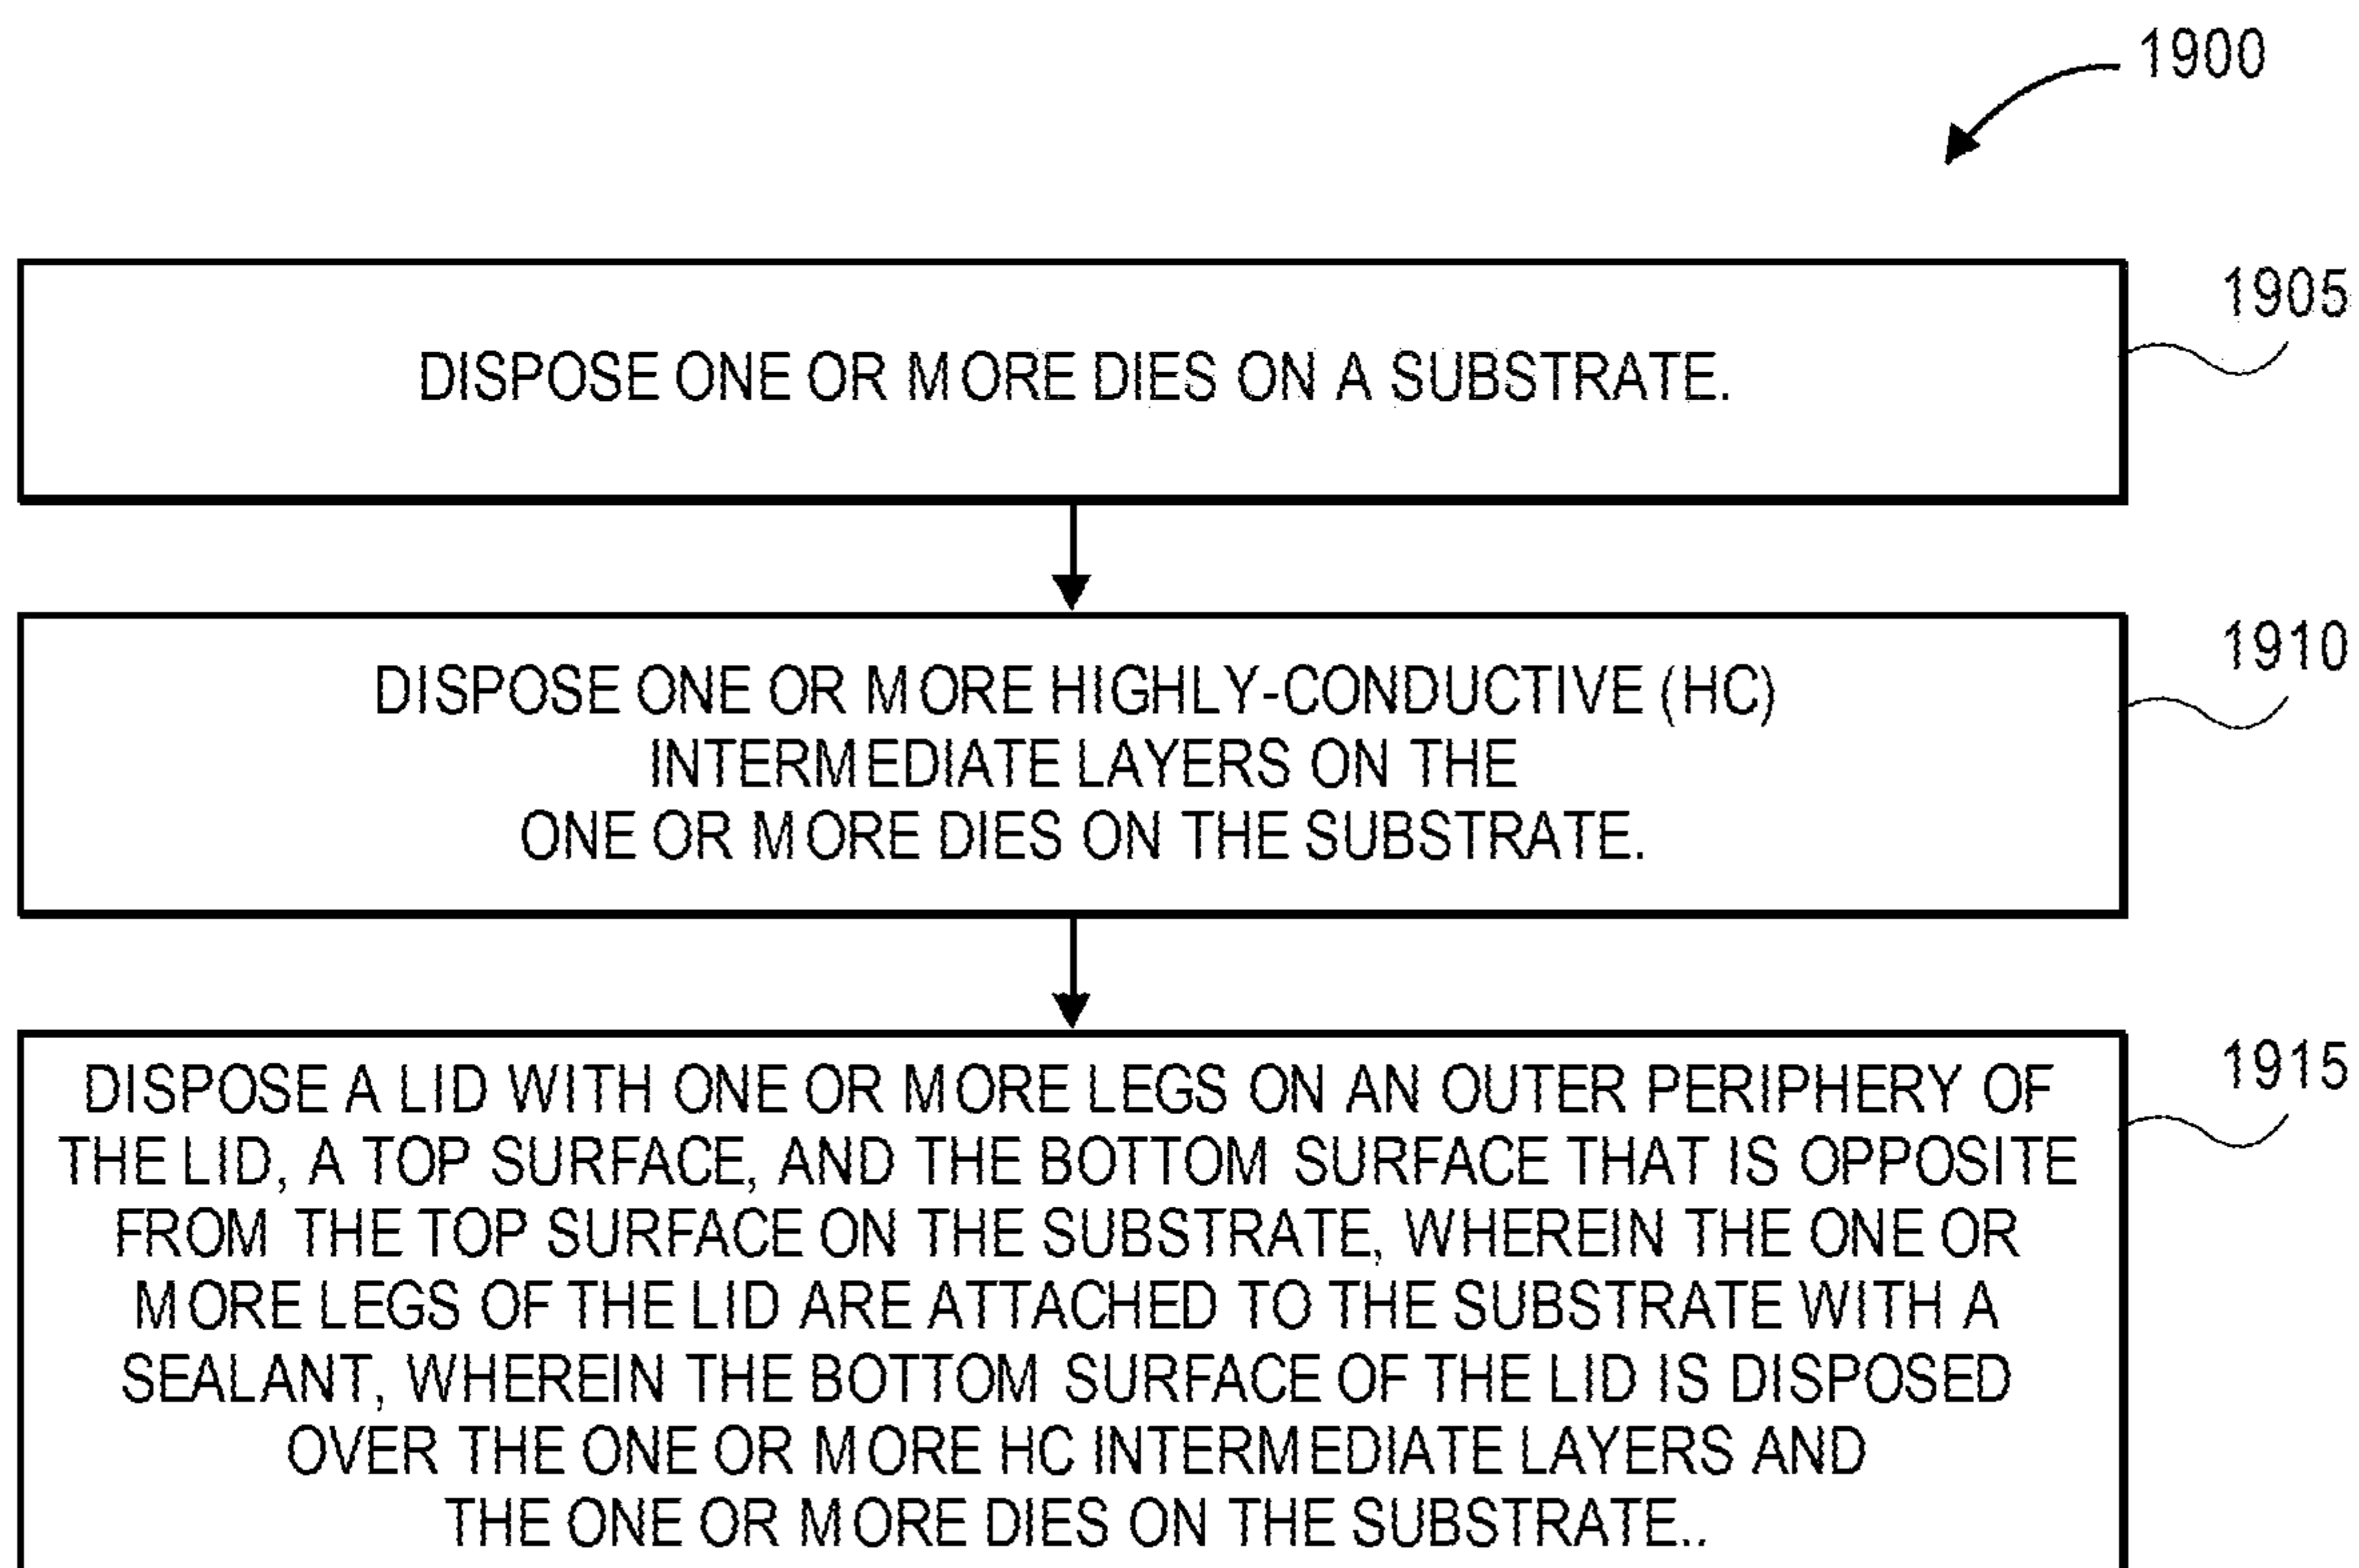 1900
1905
DISPOSE ONE OR MORE DIES ON A SUBSTRATE.
1910
DISPOSE ONE OR MORE HIGHLY-CONDUCTIVE (HC)
INTERMEDIATE LAYERS ON THE
ONE OR MORE DIES ON THE SUBSTRATE.
1915
DISPOSE A LID WITH ONE OR MORE LEGS ON AN OUTER PERIPHERY OF
THE LID, A TOP SURFACE, AND THE BOTTOM SURFACE THAT IS OPPOSITE
FROM THE TOP SURFACE ON THE SUBSTRATE, WHEREIN THE ONE OR
MORE LEGS OF THE LID ARE ATTACHED TO THE SUBSTRATE WITH A
SEALANT, WHEREIN THE BOTTOM SURFACE OF THE LID IS DISPOSED
OVER THE ONE OR MORE HC INTERMEDIATE LAYERS AND
THE ONE OR MORE DIES ON THE SUBSTRATE..